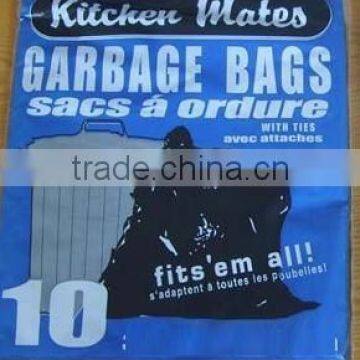 Kitchen Mates
GARBAGE BAGS
sacs á ordure
WITH TIES
avec attaches
trade.com.cn
fits 'em all!
s'adaptent à toutes les poubelles!
10